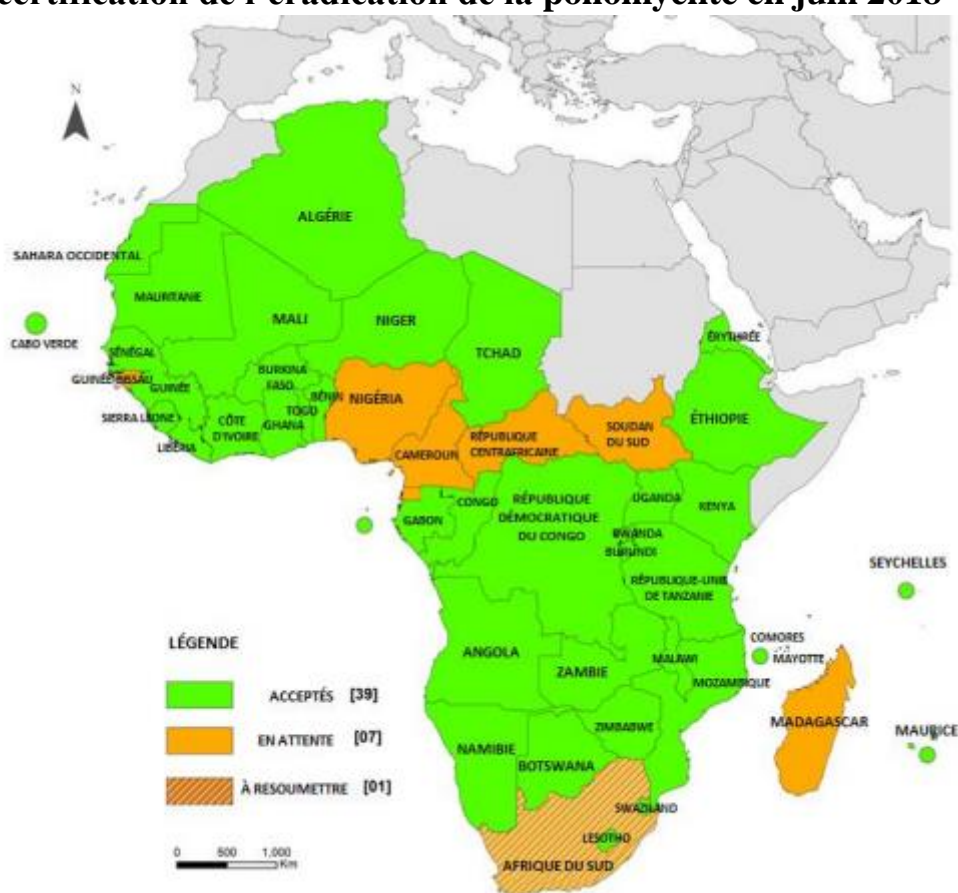 certification de l'éradication de la poliomyélite en juin 2018
N
ALGÉRIE
SAHARA OCCIDENTAL
MAURITANIE
MALI
NIGER
CABO VERDE
TCHAD
ÉRYTHRÉE
SÉNÉGAL
GUINÉE-BISSAU
GUINÉE
BURKINA
FASO
BÉNIN
NIGÉRIA
SIERRA LEONE
CÔTE
D'IVOIRE
TOGO
GHANA
LIBÉRIA
CAMEROUN
RÉPUBLIQUE
CENTRAFRICAINE
SOUDAN
DU SUD
ÉTHIOPIE
GABON
CONGO
RÉPUBLIQUE
DÉMOCRATIQUE
DU CONGO
UGANDA
KENYA
RWANDA
BURUNDI
RÉPUBLIQUE-UNIE
DE TANZANIE
SEYCHELLES
COMORES
MAYOTTE
ANGOLA
ZAMBIE
MALAWI
MOZAMBIQUE
MADAGASCAR
MAURICE
ZIMBABWE
NAMIBIE
BOTSWANA
SWAZILAND
LESOTHO
AFRIQUE DU SUD
LÉGENDE
ACCEPTÉS [39]
EN ATTENTE [07]
À RESOUMETTRE [01]
0 500 1,000
Km